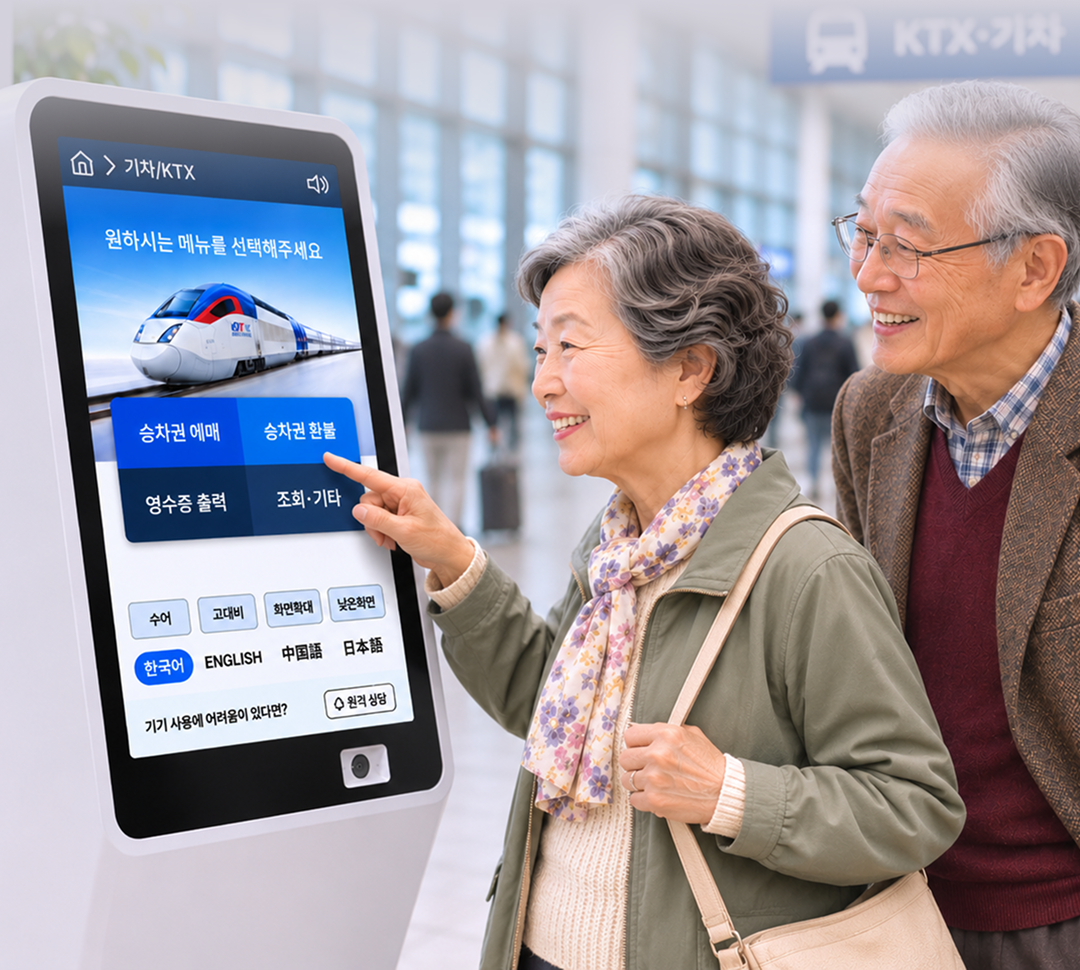 KTX·기차
기차/KTX
원하시는 메뉴를 선택해주세요
승차권 에매
승차권 환불
영수증 출력
조회·기타
수어
고대비
화면확대
낮은화면
한국어
ENGLISH
中国語
日本語
기기 사용에 어려움이 있다면?
원격 상담